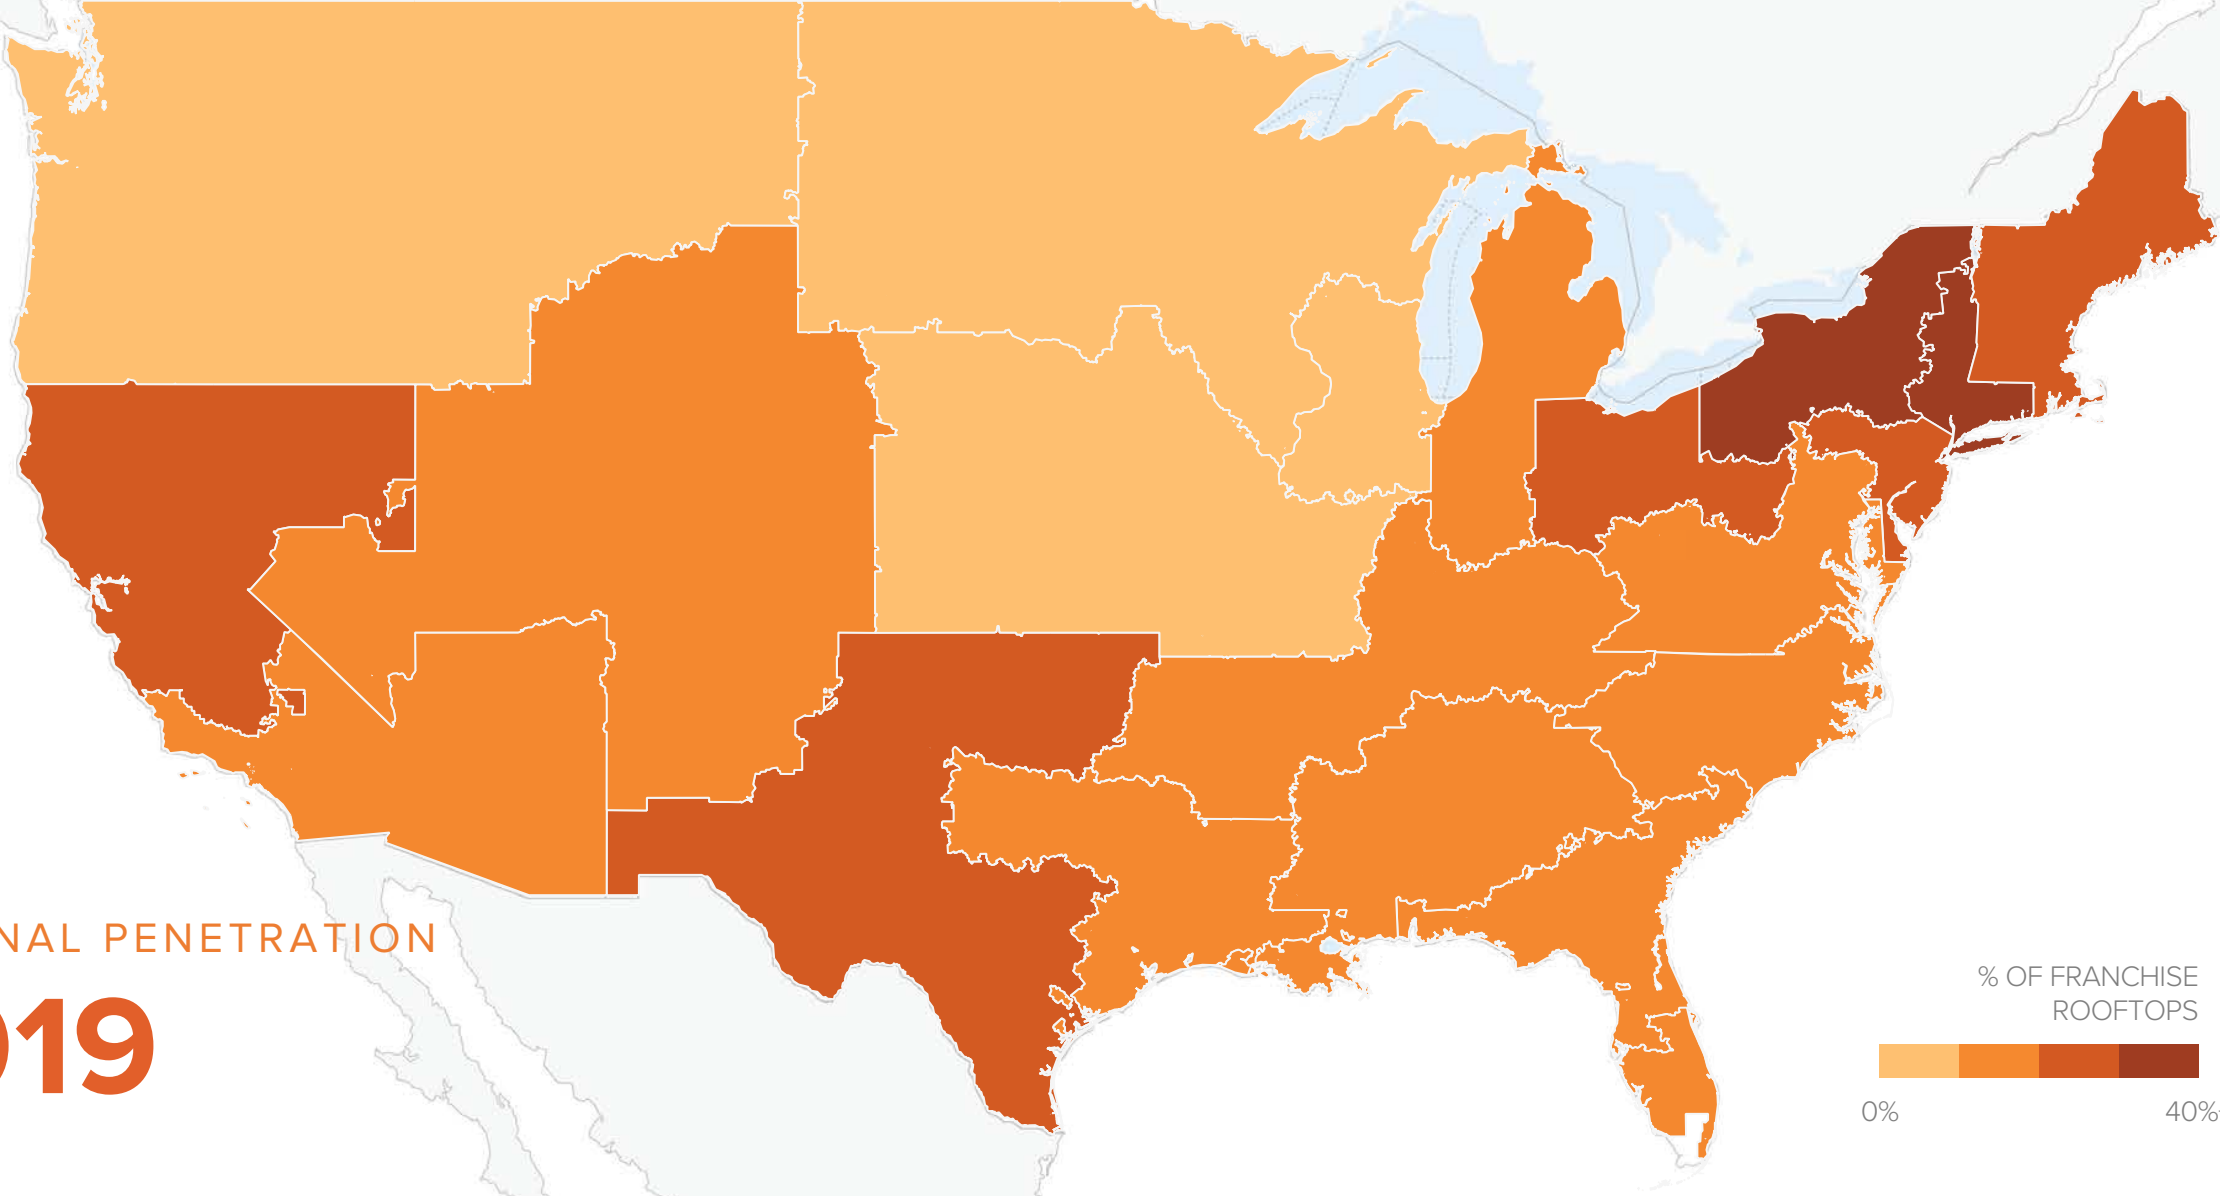 NAL PENETRATION
019
% OF FRANCHISE
ROOFTOPS
0% 40%